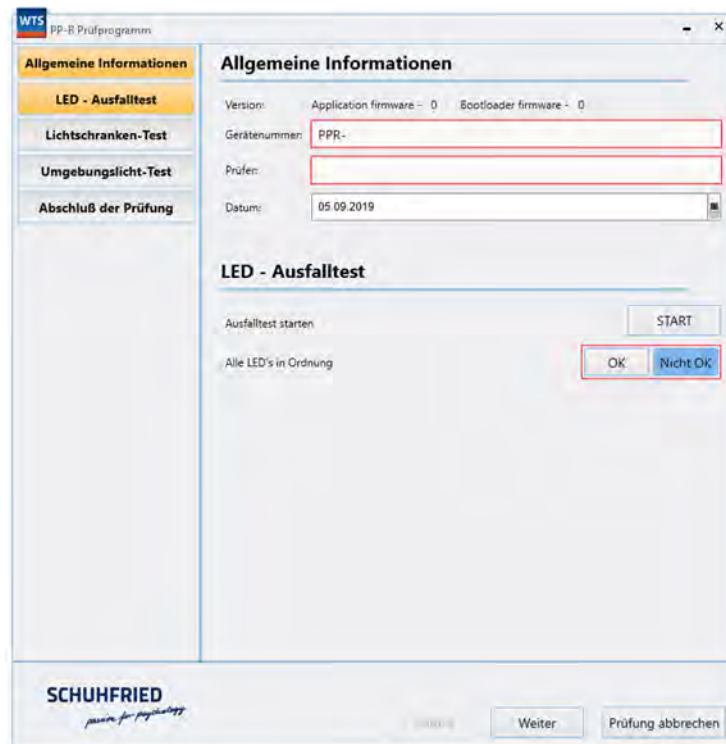 WTS PP-R Prüfprogramm
Allgemeine Informationen
LED - Ausfalltest
Lichtschranken-Test
Umgebungslicht-Test
Abschluß der Prüfung
Allgemeine Informationen
Version: Application firmware - 0 Bootloader firmware - 0
Gerätenummer: PPR-
Prüfer:
Datum: 05.09.2019
LED - Ausfalltest
Ausfalltest starten START
Alle LED's in Ordnung OK Nicht OK
SCHUHFRIED
passion for psychology
Weiter Prüfung abbrechen